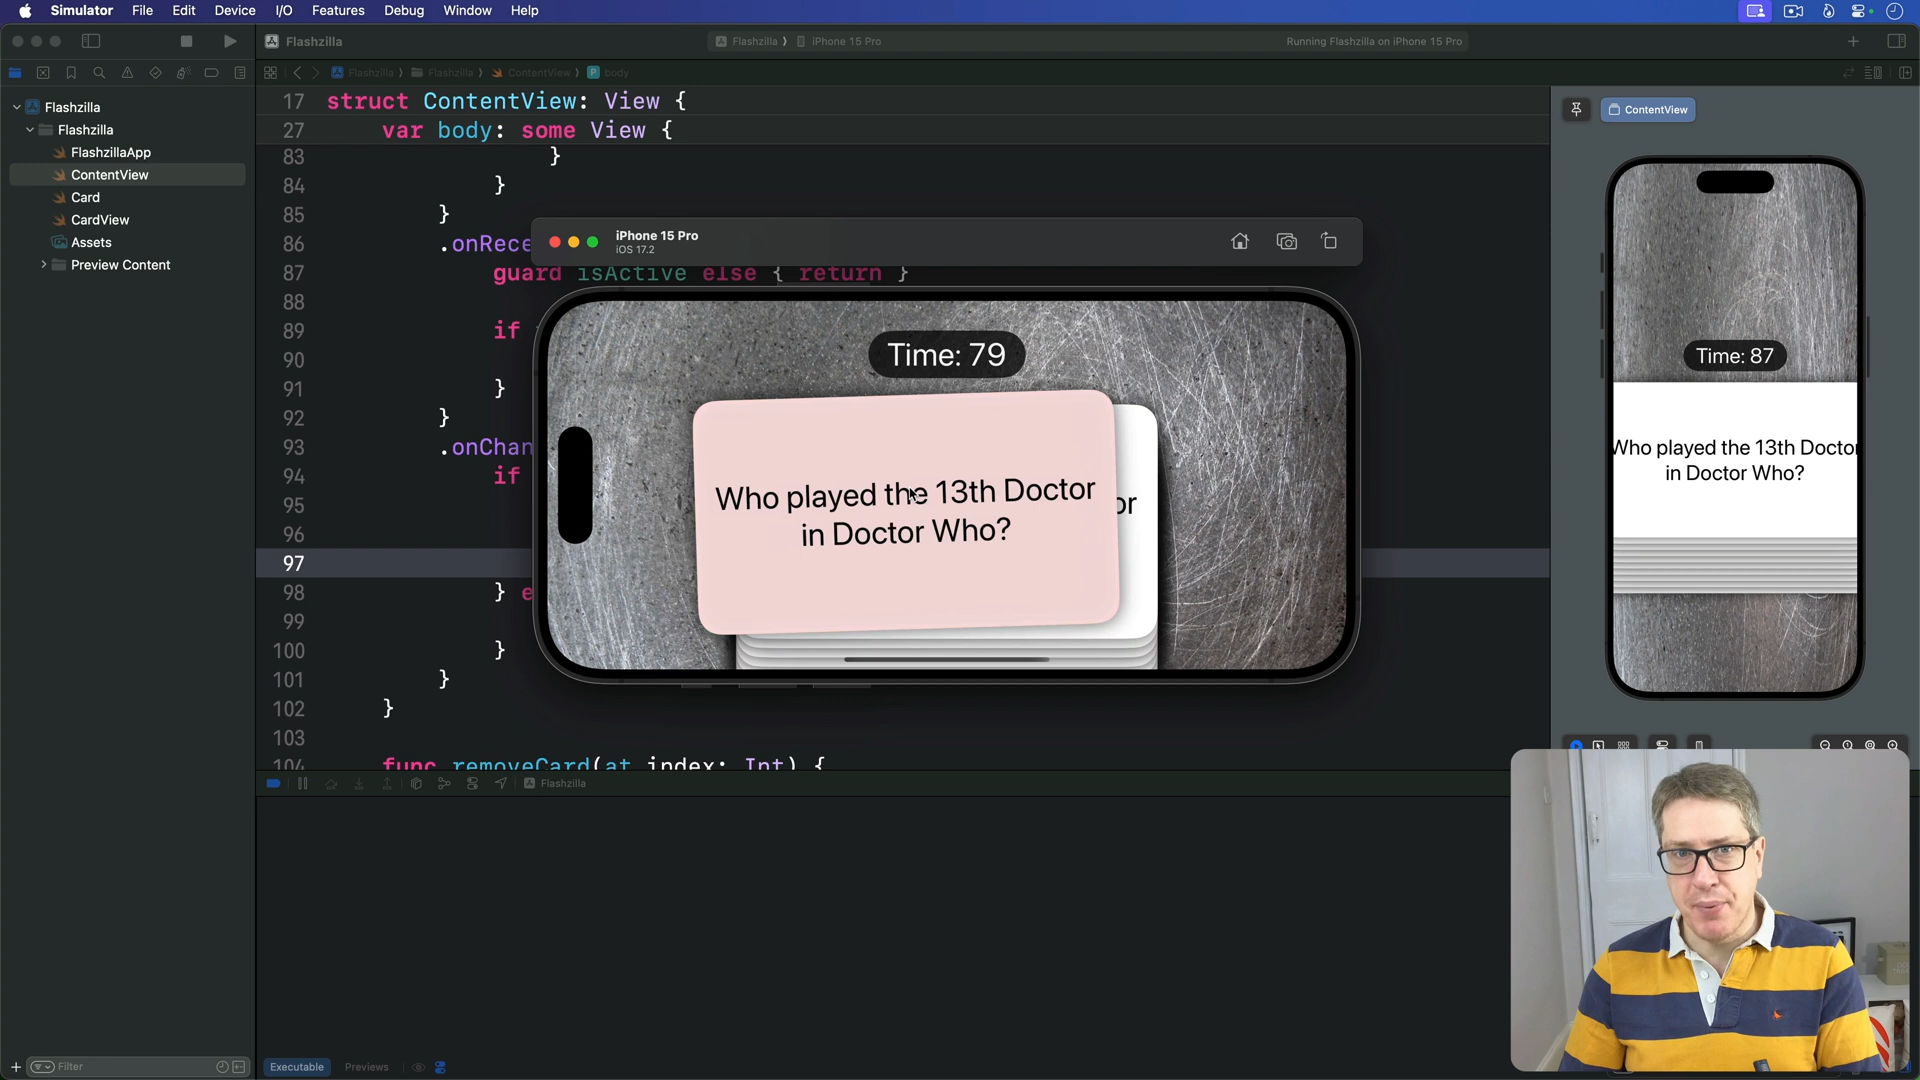 Simulator File Edit Device I/O Features Debug Window Help
Flashzilla
Flashzilla iPhone 15 Pro
Running Flashzilla on iPhone 15 Pro
Flashzilla Flashzilla ContentView P body
Flashzilla
Flashzilla
FlashzillaApp
ContentView
Card
CardView
Assets
Preview Content
Filter
17 struct ContentView: View {
27 var body: some View {
83 }
84 }
85 }
86 .onRece
87 guard isActive else { return }
88
89 if
90
91 }
92 }
93 .onChan
94 if
95
96
97
98 } e
99
100 }
101 }
102 }
103
104 func removeCard(at index: Int) {
iPhone 15 Pro
iOS 17.2
Time: 79
Who played the 13th Doctor
in Doctor Who?
or
ContentView
Time: 87
Who played the 13th Doctor
in Doctor Who?
Flashzilla
Executable Previews